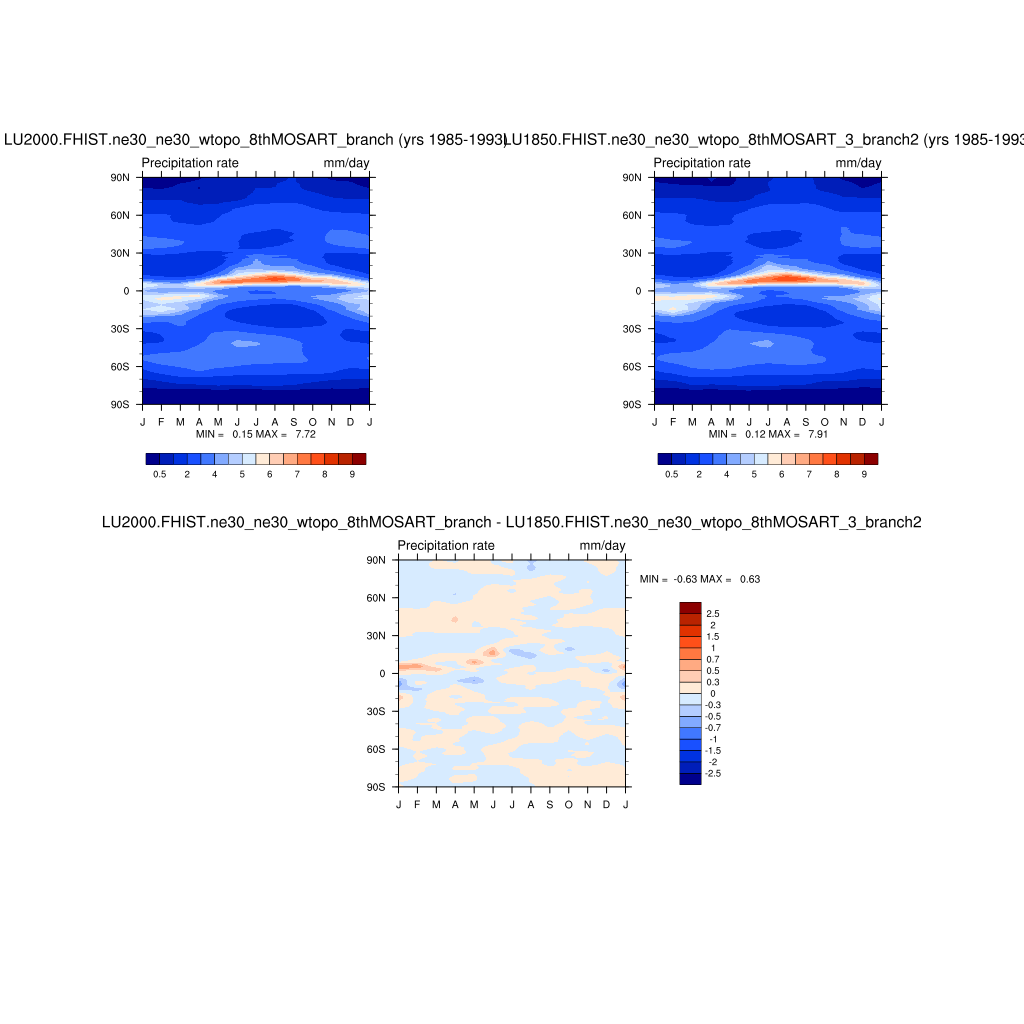 LU2000.FHIST.ne30_ne30_wtopo_8thMOSART_branch (yrs 1985-1993)
Precipitation rate mm/day
90N
60N
30N
0
30S
60S
90S
J F M A M J J A S O N D J
MIN = 0.15 MAX = 7.72
0.5 2 4 5 6 7 8 9
LU1850.FHIST.ne30_ne30_wtopo_8thMOSART_3_branch2 (yrs 1985-1993
Precipitation rate mm/day
90N
60N
30N
0
30S
60S
90S
J F M A M J J A S O N D J
MIN = 0.12 MAX = 7.91
0.5 2 4 5 6 7 8 9
LU2000.FHIST.ne30_ne30_wtopo_8thMOSART_branch - LU1850.FHIST.ne30_ne30_wtopo_8thMOSART_3_branch2
Precipitation rate mm/day
90N
60N
30N
0
30S
60S
90S
J F M A M J J A S O N D J
MIN = -0.63 MAX = 0.63
2.5
2
1.5
1
0.7
0.5
0.3
0
-0.3
-0.5
-0.7
-1
-1.5
-2
-2.5